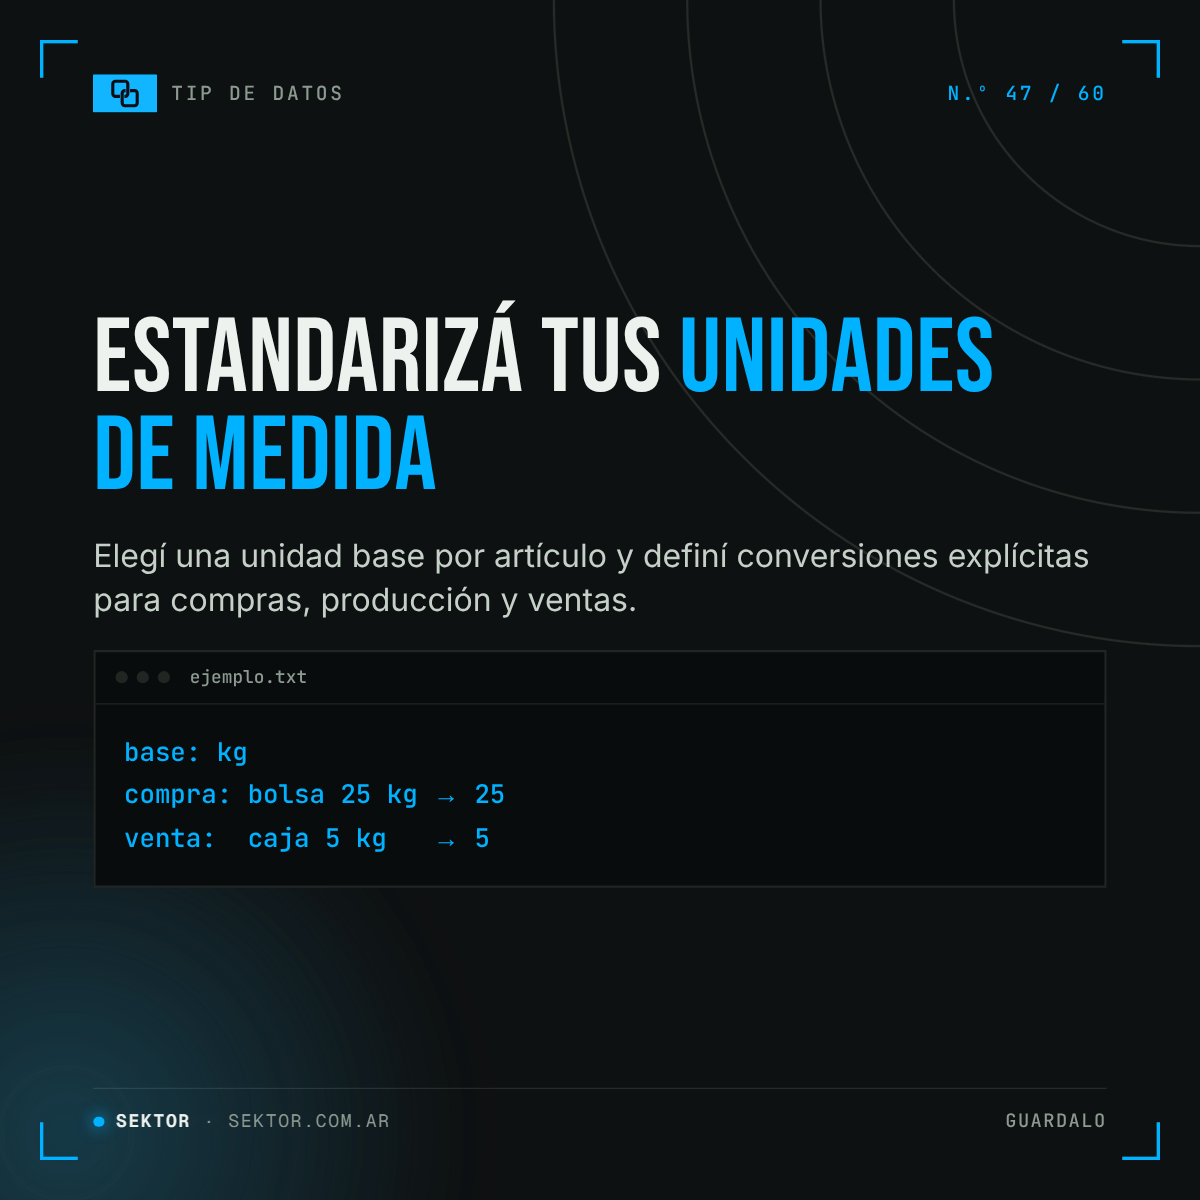 TIP DE DATOS
N.° 47 / 60
ESTANDARIZÁ TUS UNIDADES
DE MEDIDA
Elegí una unidad base por artículo y definí conversiones explícitas
para compras, producción y ventas.
ejemplo.txt
base: kg
compra: bolsa 25 kg → 25
venta:  caja 5 kg   → 5
SEKTOR · SEKTOR.COM.AR
GUARDALO